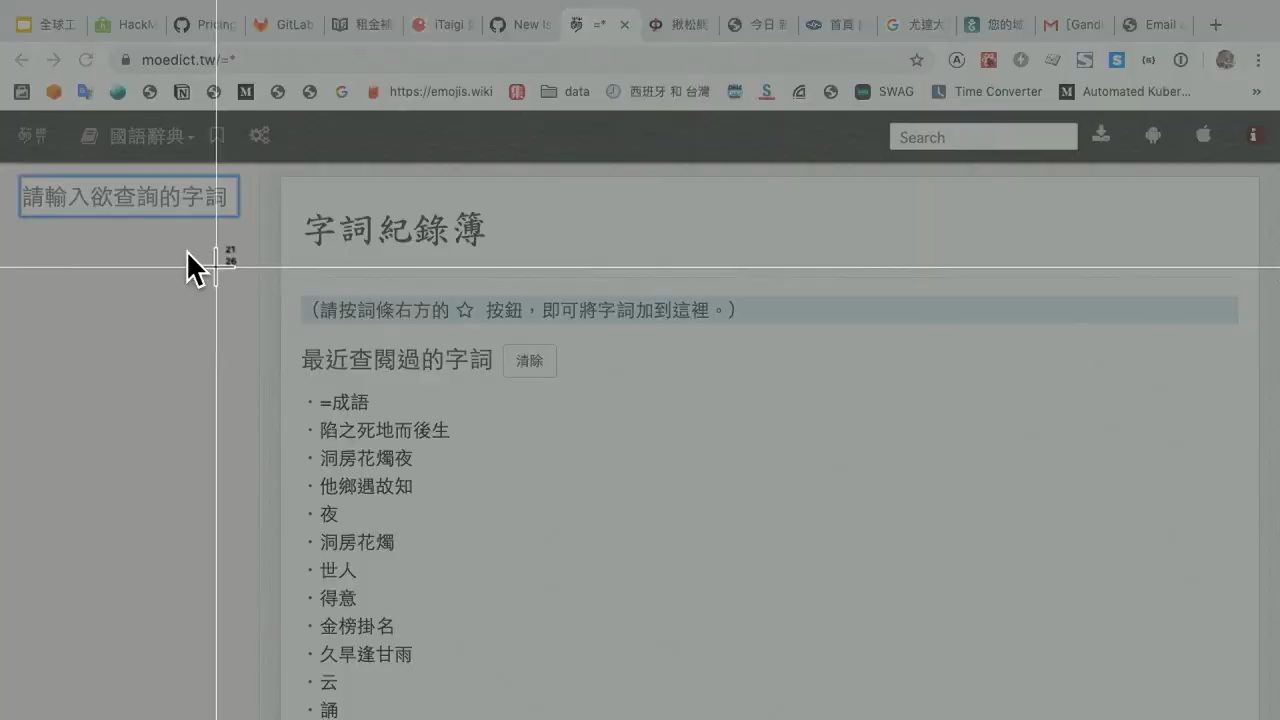 全球工
HackM
Pricing
GitLab
租金補
iTaigi
New Is
=*
揪松
今日
首頁
尤達大
您的域
[Gandi
Email
moedict.tw/=*
https://emojis.wiki
data
西班牙 和 台灣
SWAG
Time Converter
Automated Kuber...
»
萌典
國語辭典
Search
請輸入欲查詢的字詞
21
26
字詞紀錄簿
（請按詞條右方的 ☆ 按鈕，即可將字詞加到這裡。）
最近查閱過的字詞
清除
· =成語
· 陷之死地而後生
· 洞房花燭夜
· 他鄉遇故知
· 夜
· 洞房花燭
· 世人
· 得意
· 金榜掛名
· 久旱逢甘雨
· 云
· 誦